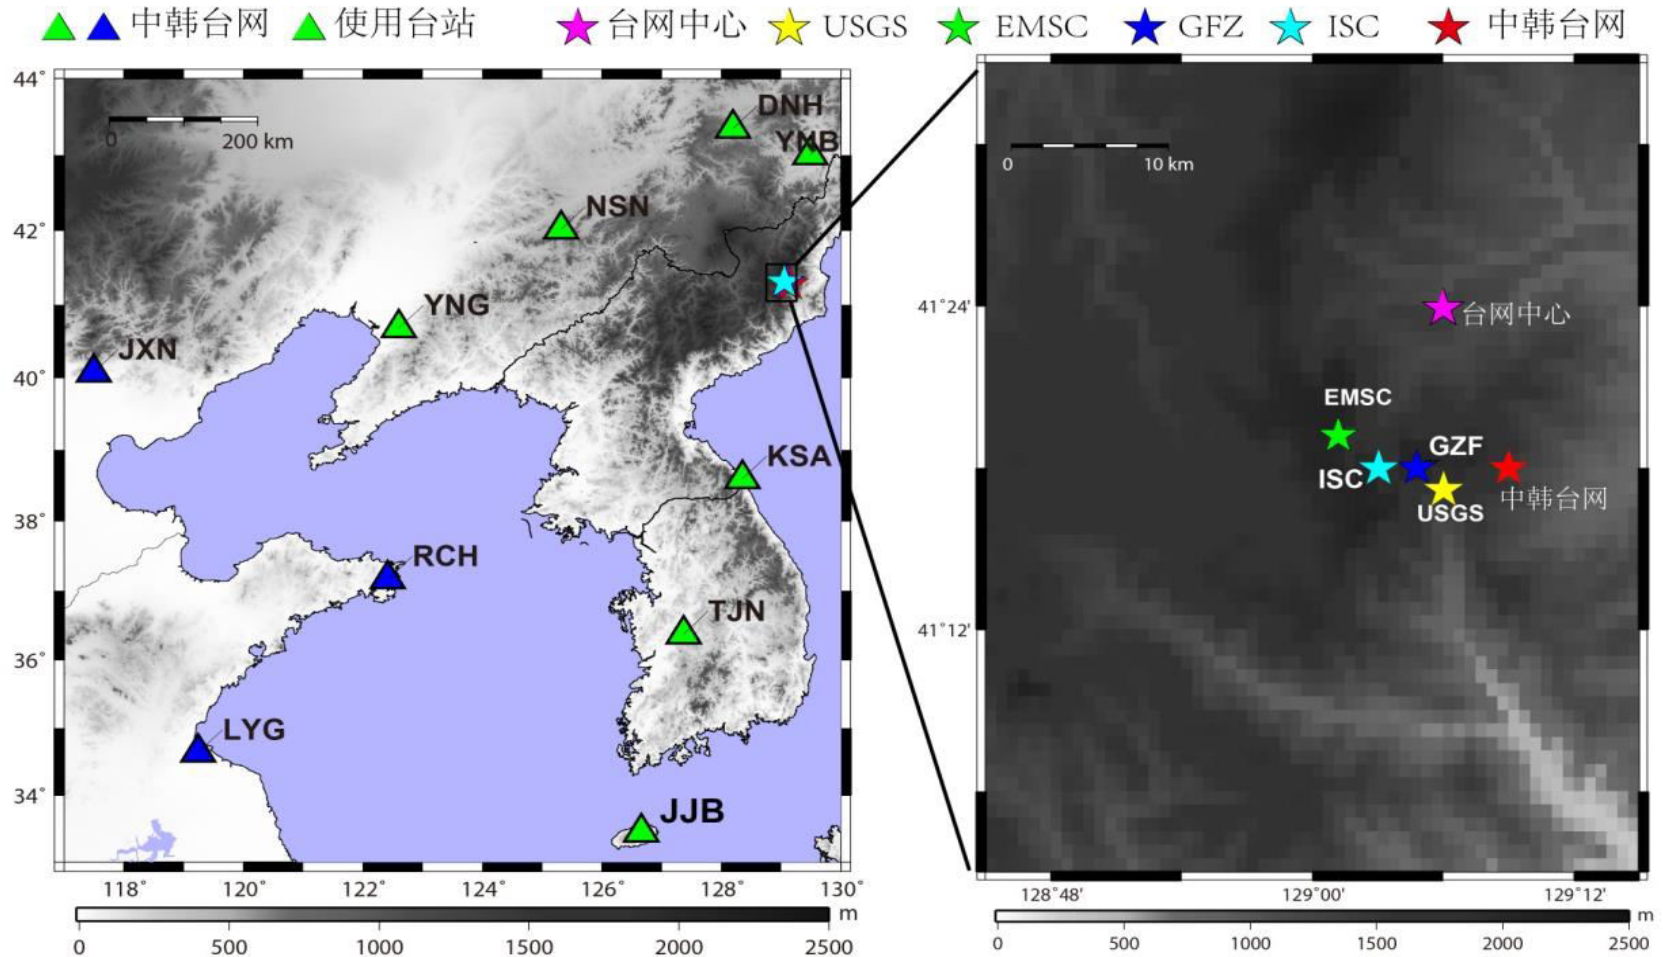 中韩台网 使用台站 台网中心 USGS EMSC GFZ ISC 中韩台网
44°
42°
40°
38°
36°
34°
0 200 km
DNH
YNB
NSN
YNG
JXN
KSA
RCH
TJN
LYG
JJB
118° 120° 122° 124° 126° 128° 130°
0 500 1000 1500 2000 2500 m
0 10 km
41°24'
41°12'
台网中心
EMSC
GZF
ISC
中韩台网
USGS
128°48' 129°00' 129°12'
0 500 1000 1500 2000 2500 m